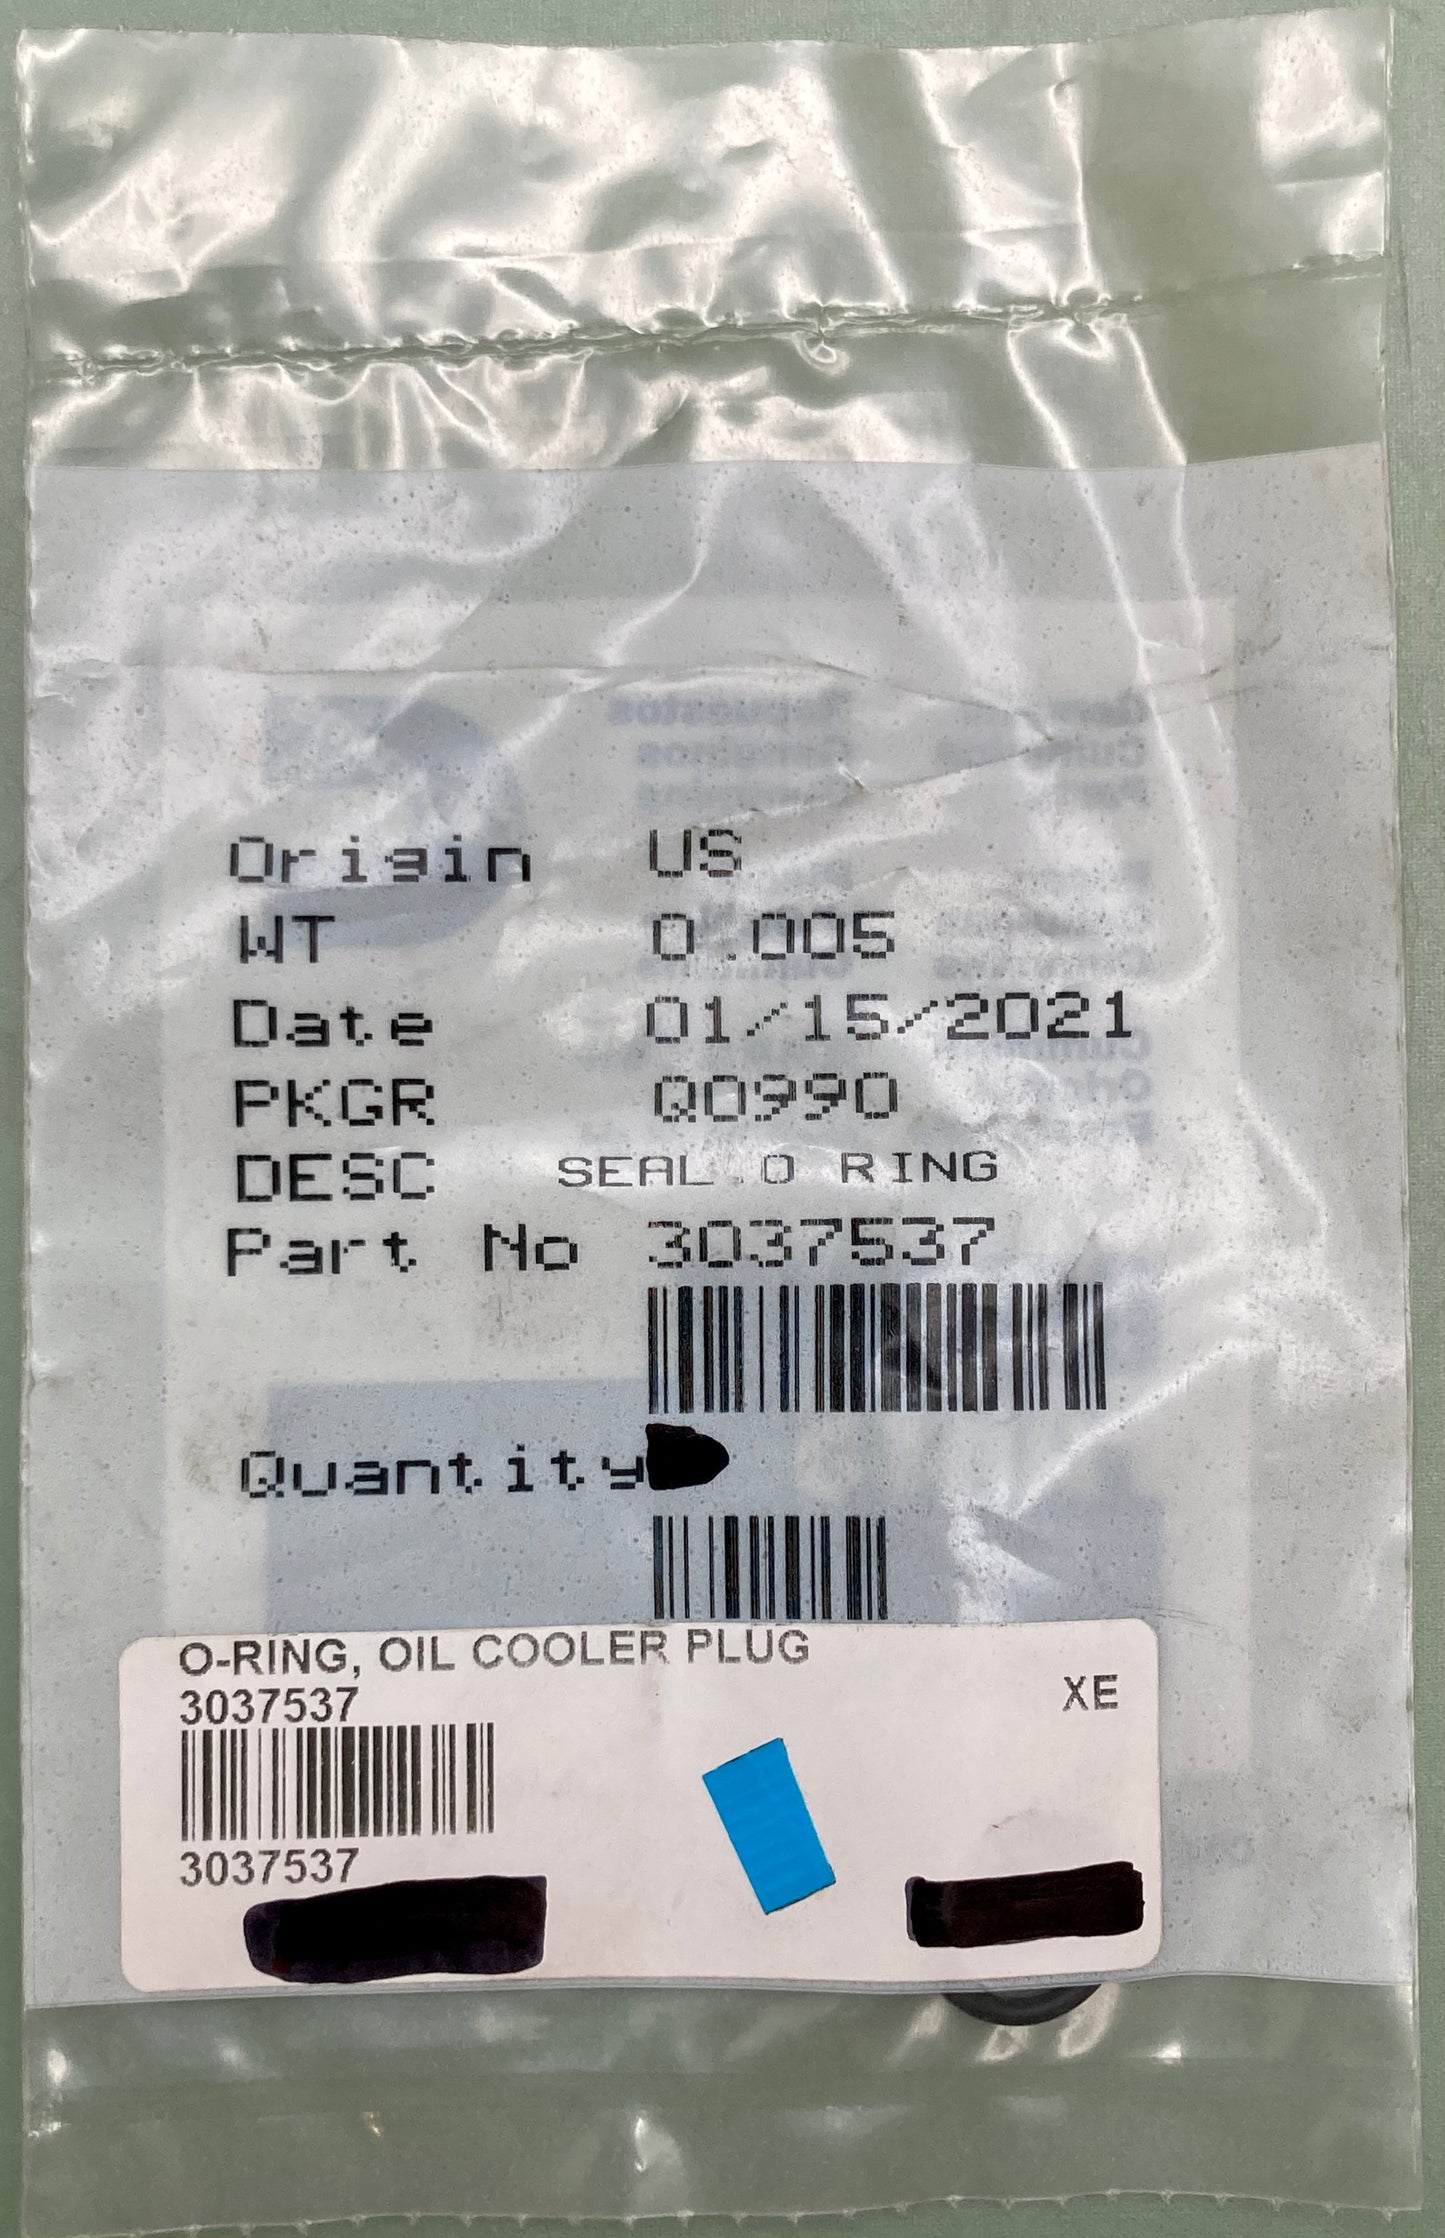 Origin US
WT 0.005
Date 01/15/2021
PKGR Q0990
DESC SEAL,O RING
Part No 3037537
Quantity
O-RING, OIL COOLER PLUG
3037537
XE
3037537